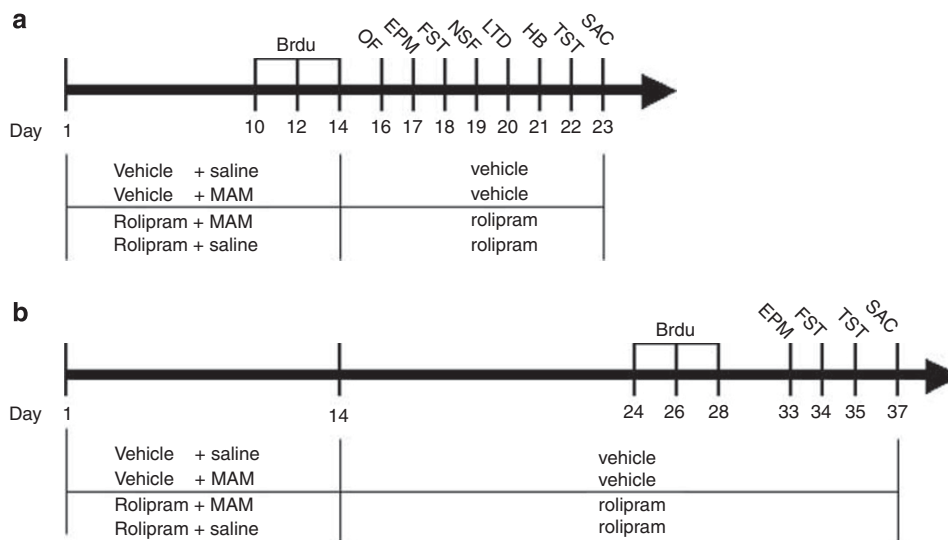 a
Brdu
OF EPM FST NSF LTD HB TST SAC
Day 1 10 12 14 16 17 18 19 20 21 22 23
Vehicle + saline vehicle
Vehicle + MAM vehicle
Rolipram + MAM rolipram
Rolipram + saline rolipram
b
Brdu
EPM FST TST SAC
Day 1 14 24 26 28 33 34 35 37
Vehicle + saline vehicle
Vehicle + MAM vehicle
Rolipram + MAM rolipram
Rolipram + saline rolipram